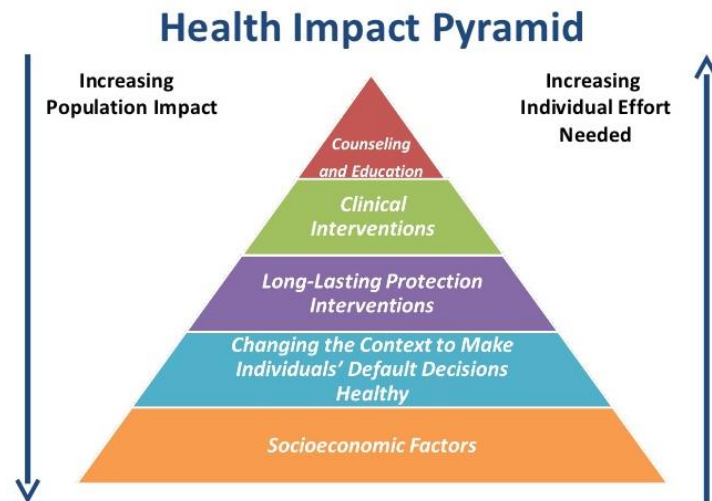 Health Impact Pyramid
Increasing
Population Impact
Increasing
Individual Effort
Needed
Counseling
and Education
Clinical
Interventions
Long-Lasting Protection
Interventions
Changing the Context to Make
Individuals’ Default Decisions
Healthy
Socioeconomic Factors